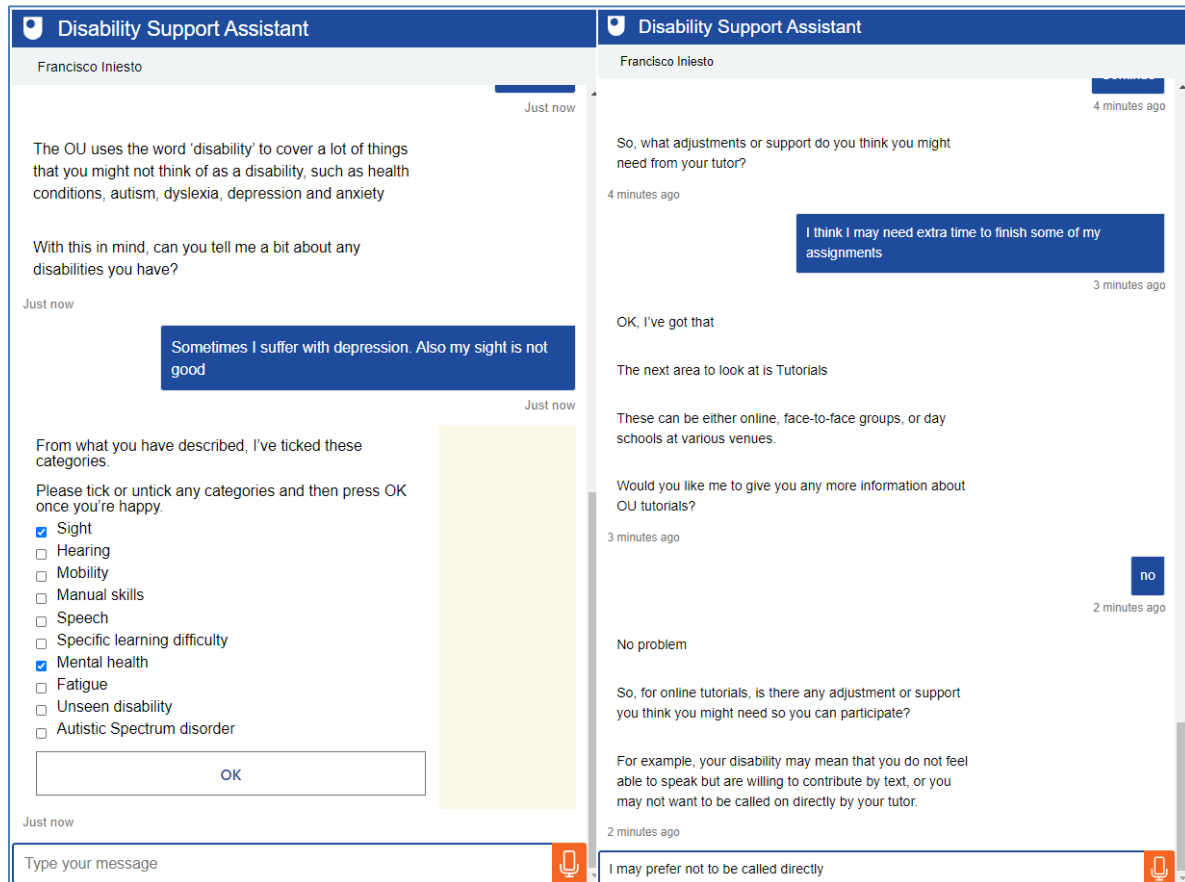 Disability Support Assistant
Francisco Iniesto
Just now
The OU uses the word ‘disability’ to cover a lot of things
that you might not think of as a disability, such as health
conditions, autism, dyslexia, depression and anxiety
With this in mind, can you tell me a bit about any
disabilities you have?
Just now
Sometimes I suffer with depression. Also my sight is not
good
Just now
From what you have described, I’ve ticked these
categories.
Please tick or untick any categories and then press OK
once you’re happy.
Sight
Hearing
Mobility
Manual skills
Speech
Specific learning difficulty
Mental health
Fatigue
Unseen disability
Autistic Spectrum disorder
OK
Just now
Type your message
Disability Support Assistant
Francisco Iniesto
4 minutes ago
So, what adjustments or support do you think you might
need from your tutor?
4 minutes ago
I think I may need extra time to finish some of my
assignments
3 minutes ago
OK, I’ve got that
The next area to look at is Tutorials
These can be either online, face-to-face groups, or day
schools at various venues.
Would you like me to give you any more information about
OU tutorials?
3 minutes ago
no
2 minutes ago
No problem
So, for online tutorials, is there any adjustment or support
you think you might need so you can participate?
For example, your disability may mean that you do not feel
able to speak but are willing to contribute by text, or you
may not want to be called on directly by your tutor.
2 minutes ago
I may prefer not to be called directly